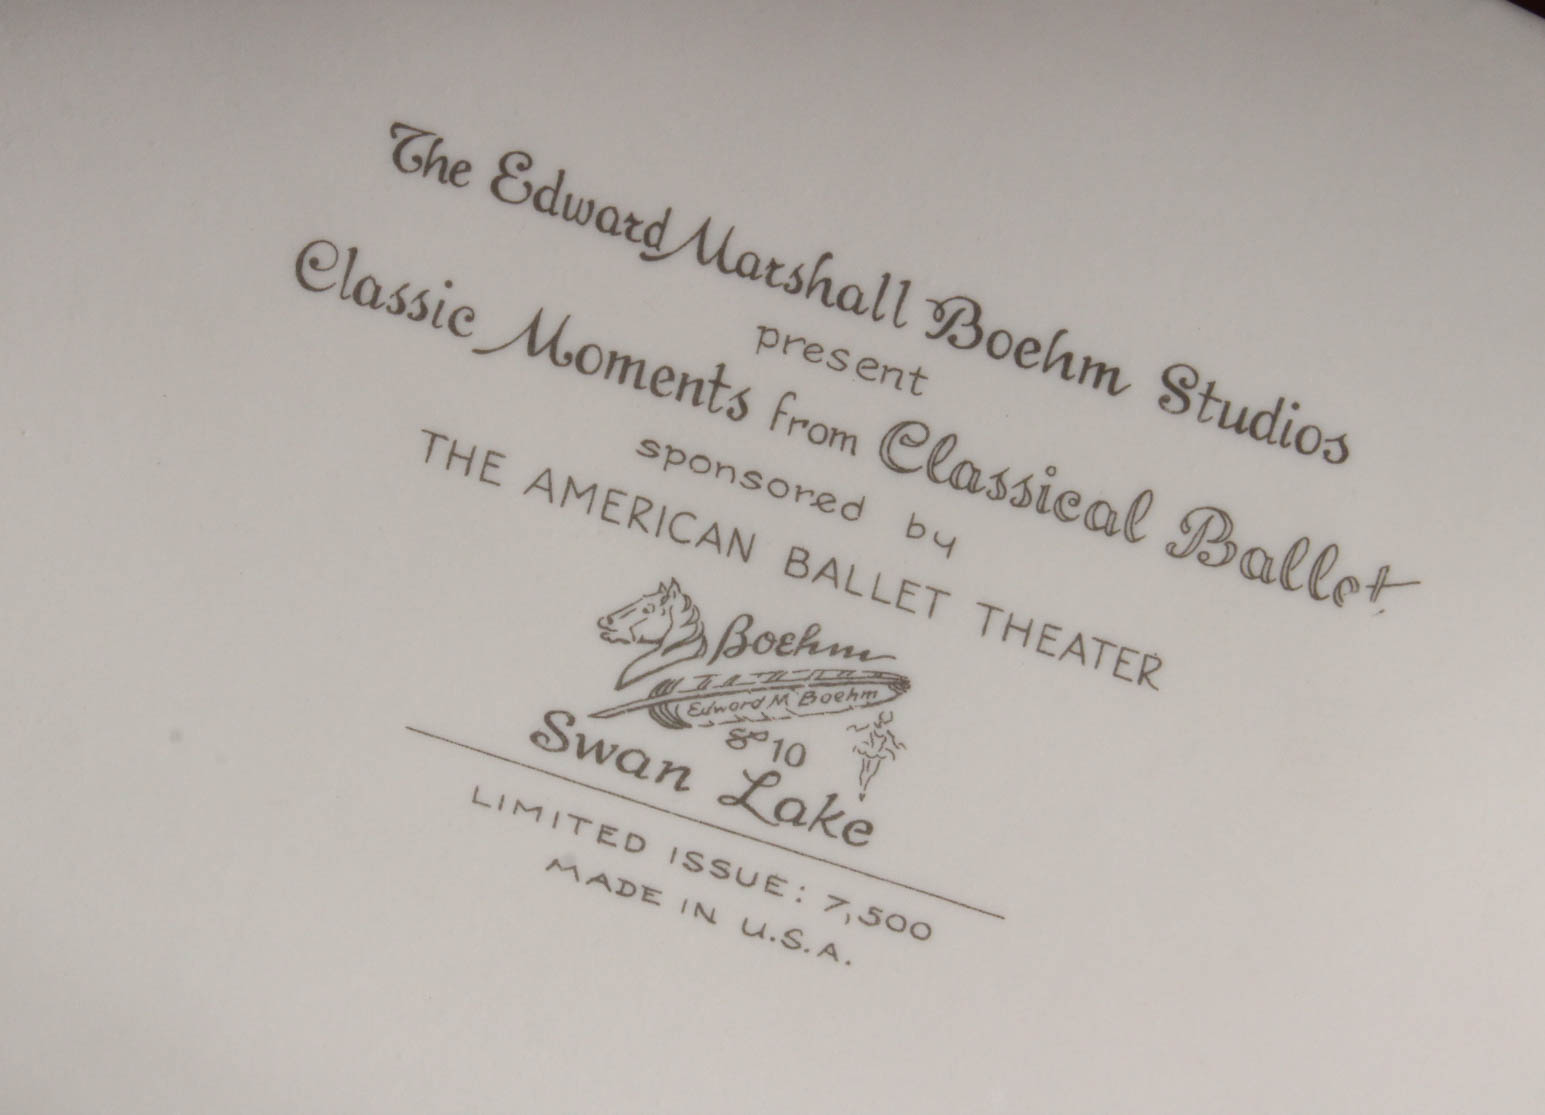 The Edward Marshall Boehm Studios
present
Classic Moments from Classical Ballet
sponsored by
THE AMERICAN BALLET THEATER
Boehm
Edward M Boehm
10
Swan Lake
LIMITED ISSUE: 7,500
MADE IN U.S.A.